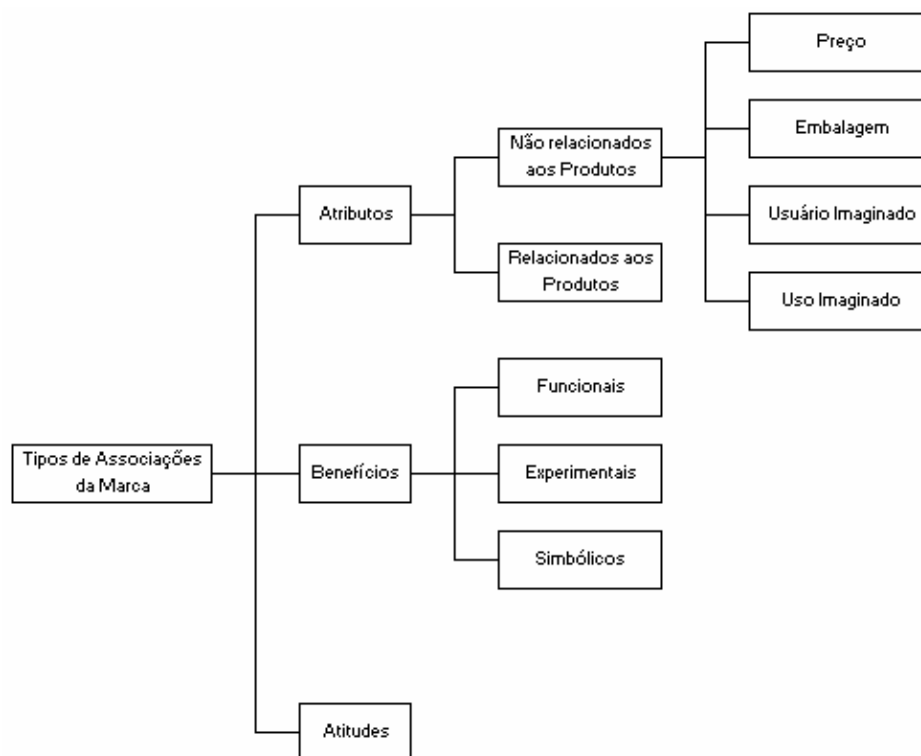 Preço
Embalagem
Não relacionados
aos Produtos
Atributos
Usuário Imaginado
Relacionados aos
Produtos
Uso Imaginado
Funcionais
Tipos de Associações
da Marca
Benefícios
Experimentais
Simbólicos
Atitudes